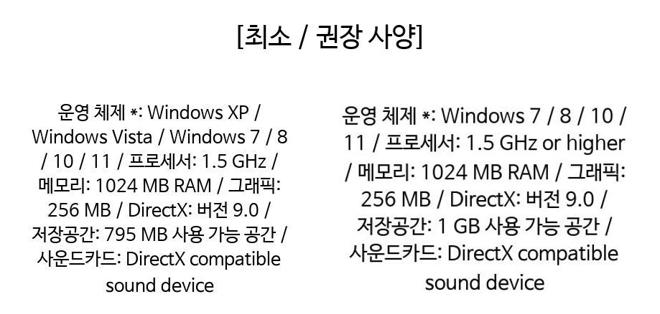 [최소 / 권장 사양]
운영 체제 *: Windows XP /
Windows Vista / Windows 7 / 8
/ 10 / 11 / 프로세서: 1.5 GHz /
메모리: 1024 MB RAM / 그래픽:
256 MB / DirectX: 버전 9.0 /
저장공간: 795 MB 사용 가능 공간 /
사운드카드: DirectX compatible
sound device
운영 체제 *: Windows 7 / 8 / 10 /
11 / 프로세서: 1.5 GHz or higher
/ 메모리: 1024 MB RAM / 그래픽:
256 MB / DirectX: 버전 9.0 /
저장공간: 1 GB 사용 가능 공간 /
사운드카드: DirectX compatible
sound device